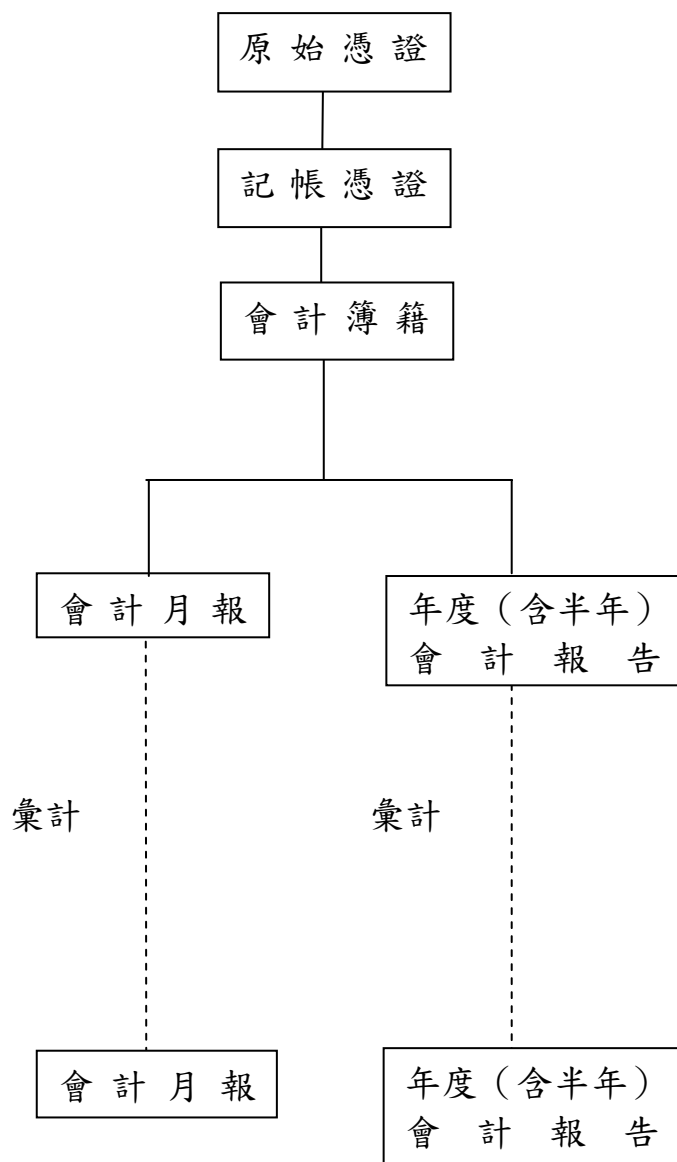 原始憑證
記帳憑證
會計簿籍
會計月報
年度（含半年）
會計報告
彙計
彙計
會計月報
年度（含半年）
會計報告